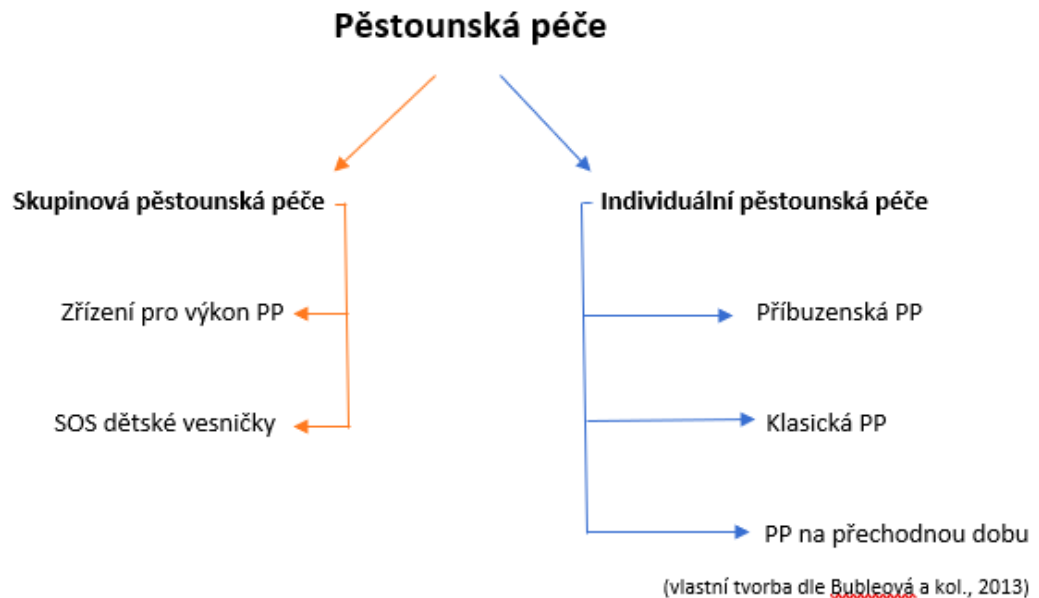 Pěstounská péče
Skupinová pěstounská péče
Individuální pěstounská péče
Zřízení pro výkon PP
Příbuzenská PP
SOS dětské vesničky
Klasická PP
PP na přechodnou dobu
(vlastní tvorba dle Bubleová a kol., 2013)